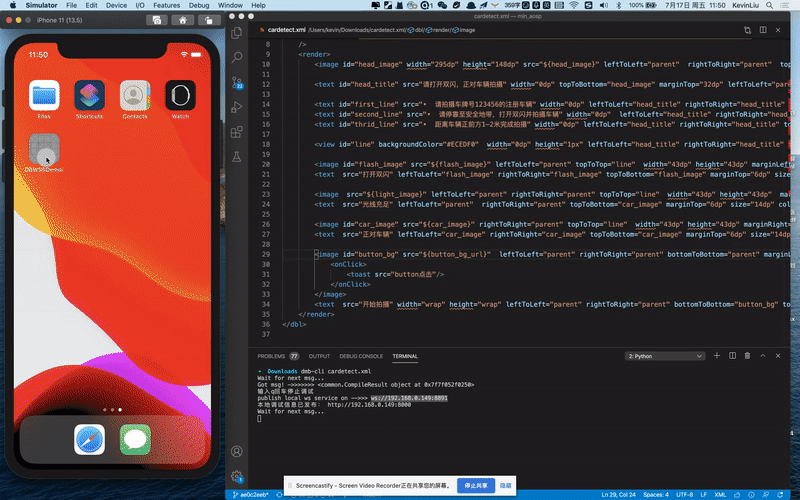 Simulator File Edit Device I/O Features Debug Window Help
359字
100%
7月17日 周五 11:50 KevinLiu
iPhone 11 (13.5)
11:50
Files
Shortcuts
Contacts
Watch
cardetect.xml — min_aosp
cardetect.xml /Users/kevin/Downloads/cardetect.xml/ dbl/ render/ image
8 />
9 <render>
10 <image id="head_image" width="295dp" height="148dp" src="${head_image}" leftToLeft="parent" rightToRight="parent"
11
12 <text id="head_title" src="请打开双闪，正对车辆拍摄" width="0dp" topToBottom="head_image" marginTop="32dp"
13
14 <text id="first_line" src="• 请拍摄车牌号123456的注册车辆" width="0dp" leftToLeft="head_title" rightToRight="head_title"
15 <text id="second_line" src="• 请停靠至安全地带，打开双闪并拍摄车辆" width="0dp" leftToLeft="head_title" rightToRight="head_title"
16 <text id="thrid_line" src="• 距离车辆正前方1-2米完成拍摄" width="0dp" leftToLeft="head_title" rightToRight="head_title"
17
18 <view id="line" backgroundColor="#ECEDF0" width="0dp" height="1px" leftToLeft="head_title" rightToRight="head_title"
19
20 <image id="flash_image" src="${flash_image}" leftToLeft="parent" topToTop="line" width="43dp" height="43dp"
21 <text src="打开双闪" leftToLeft="flash_image" rightToRight="flash_image" topToBottom="flash_image" marginTop="6dp"
22
23 <image src="${light_image}" leftToLeft="parent" rightToRight="parent" topToTop="line" width="43dp" height="43dp"
24 <text src="光线充足" leftToLeft="parent" rightToRight="parent" topToBottom="car_image" marginTop="6dp" size="14dp"
25
26 <image id="car_image" src="${car_image}" rightToRight="parent" topToTop="line" width="43dp" height="43dp"
27 <text src="正对车辆" leftToLeft="car_image" rightToRight="car_image" topToBottom="car_image" marginTop="6dp" size="14dp"
28
29 <image id="button_bg" src="${button_bg_url}" leftToLeft="parent" rightToRight="parent" bottomToBottom="parent"
30 <onClick>
31 <toast src="button点击"/>
32 </onClick>
33 </image>
34 <text src="开始拍摄" width="wrap" height="wrap" leftToLeft="parent" rightToRight="parent" bottomToBottom="button_bg"
35 </render>
36 </dbl>
37
PROBLEMS 77 OUTPUT DEBUG CONSOLE TERMINAL 2: Python
Downloads dmb-cli cardetect.xml
Wait for next msg...
Got msg! ->>>>>>> <common.CompileResult object at 0x7f7f052f0250>
输入q回车停止调试
publish local ws service on -->>>> ws://192.168.0.149:8891
本地调试信息已发布： http://192.168.0.149:8000
Wait for next msg...
Screencastify - Screen Video Recorder正在共享您的屏幕。 停止共享 隐藏
ae0c2eeb* Ln 29, Col 24 Spaces: 4 UTF-8 LF XML